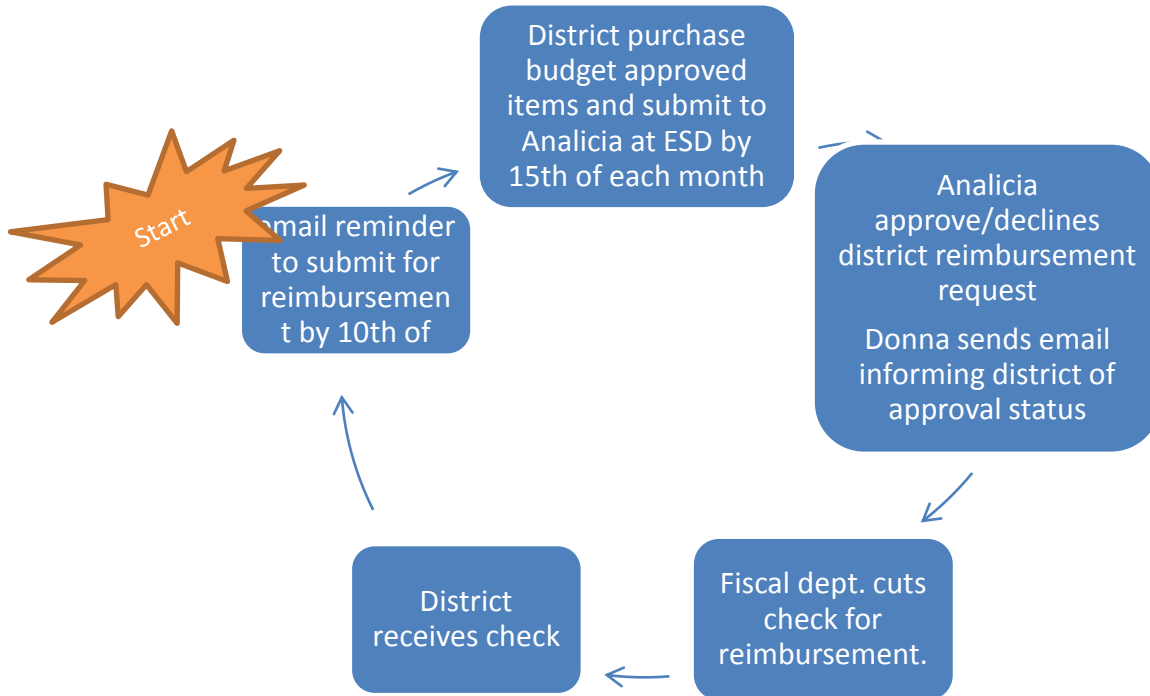 Start
email reminder
to submit for
reimbursemen
t by 10th of
District purchase
budget approved
items and submit to
Analicia at ESD by
15th of each month
Analicia
approve/declines
district reimbursement
request
Donna sends email
informing district of
approval status
Fiscal dept. cuts
check for
reimbursement.
District
receives check